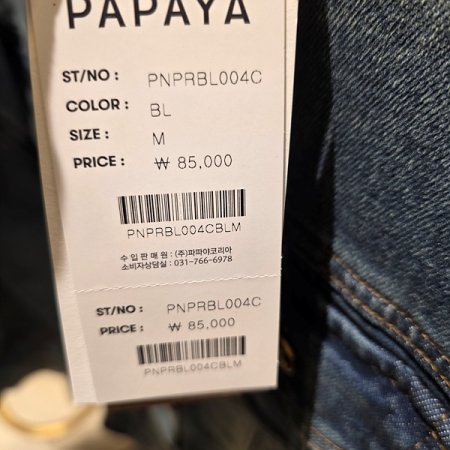 PAPAYA
ST/NO : PNPRBL004C
COLOR : BL
SIZE : M
PRICE : ₩ 85,000
PNPRBL004CBLM
수 입 판 매 원 : (주)파파야코리아
소비자상담실 : 031-766-6978
ST/NO : PNPRBL004C
PRICE : ₩ 85,000
PNPRBL004CBLM